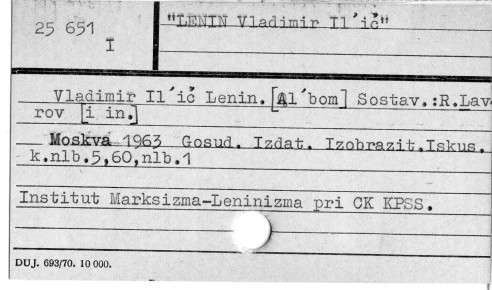 25 651
I
"LENIN Vladimir Il´ič"
Vladimir Il´ič Lenin. [Al´bom] Sostav.:R.Lav
rov [i in.]
Moskva 1963 Gosud. Izdat. Izobrazit.Iskus.
k.nlb.5,60,nlb.1
Institut Marksizma-Leninizma pri CK KPSS.
DUJ. 693/70. 10 000.